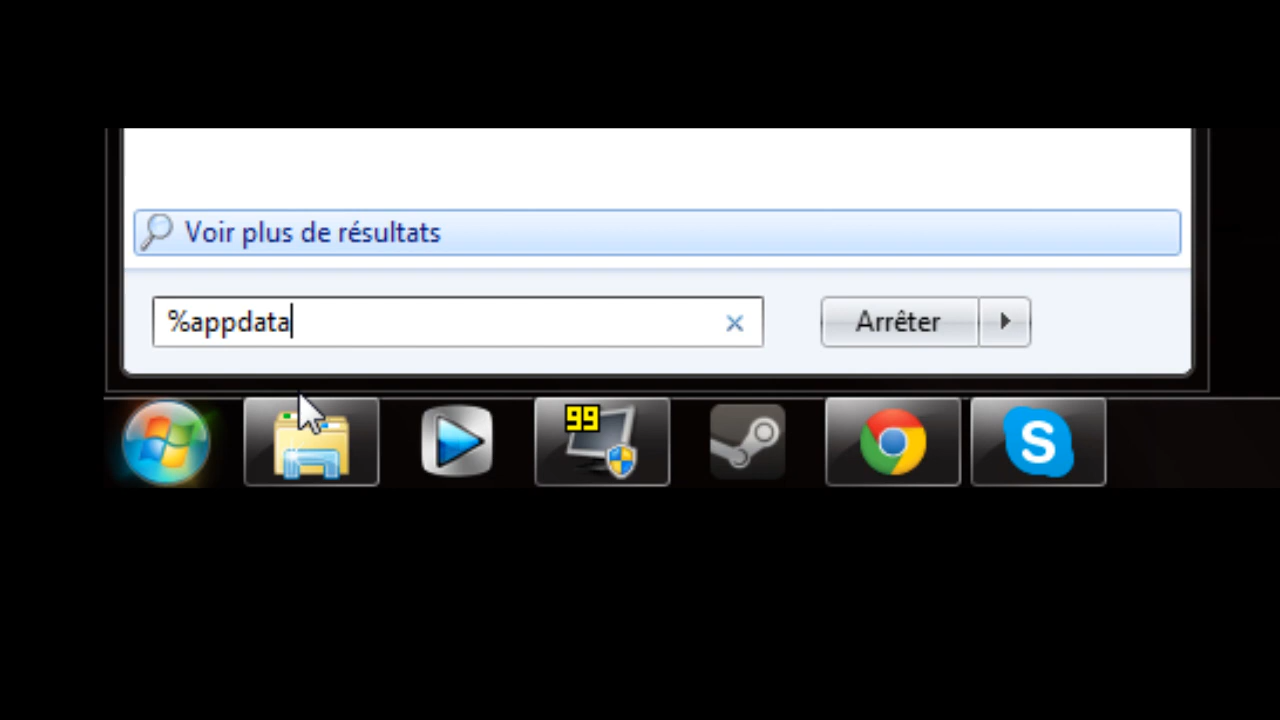 Voir plus de résultats
%appdata
Arrêter
99
S